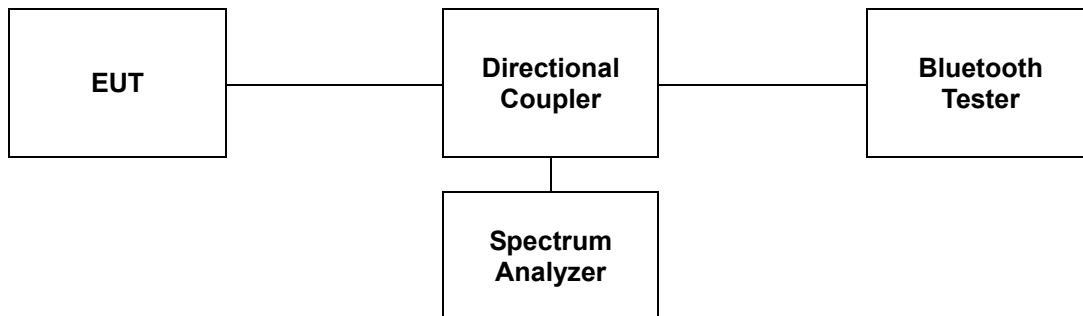 EUT
Directional
Coupler
Bluetooth
Tester
Spectrum
Analyzer